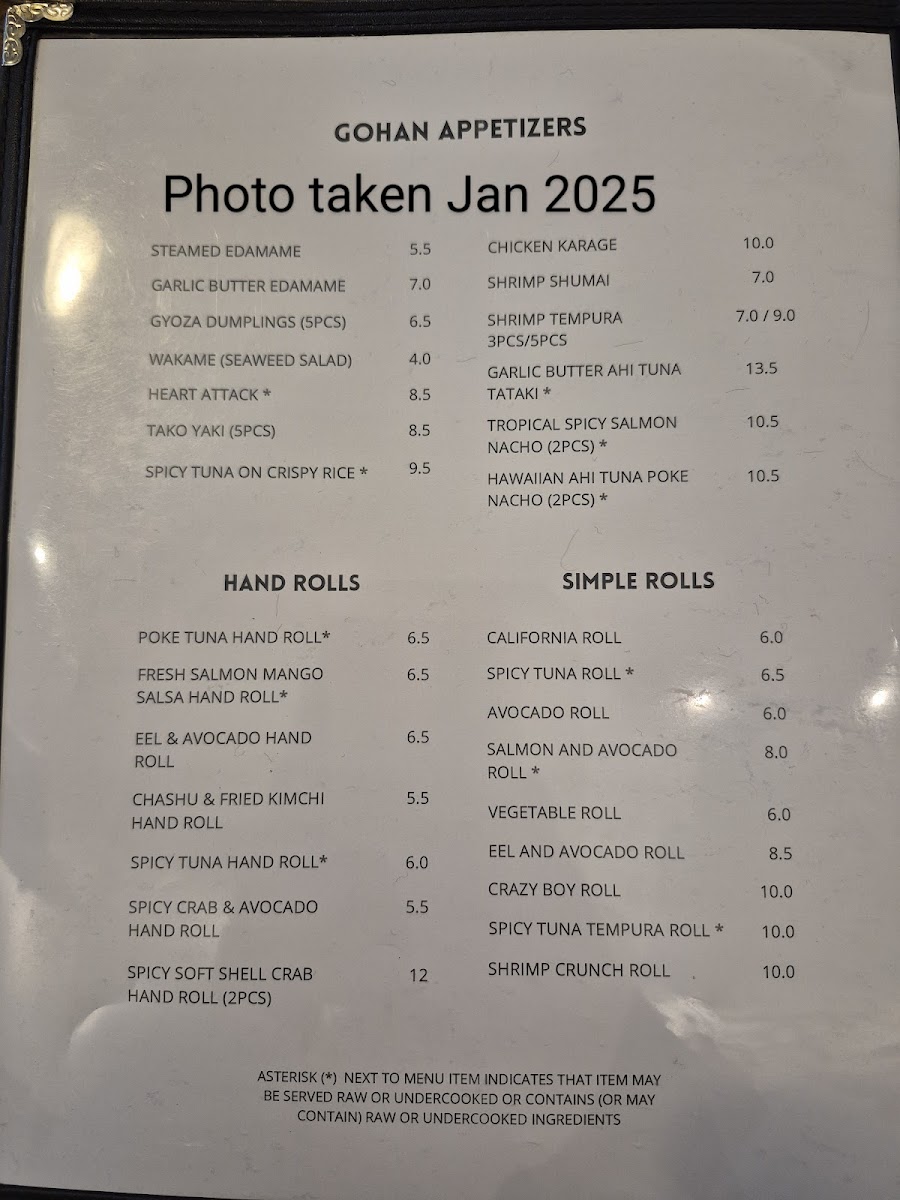 GOHAN APPETIZERS
Photo taken Jan 2025
STEAMED EDAMAME 5.5
GARLIC BUTTER EDAMAME 7.0
GYOZA DUMPLINGS (5PCS) 6.5
WAKAME (SEAWEED SALAD) 4.0
HEART ATTACK * 8.5
TAKO YAKI (5PCS) 8.5
SPICY TUNA ON CRISPY RICE * 9.5
CHICKEN KARAGE 10.0
SHRIMP SHUMAI 7.0
SHRIMP TEMPURA 7.0 / 9.0
3PCS/5PCS
GARLIC BUTTER AHI TUNA 13.5
TATAKI *
TROPICAL SPICY SALMON 10.5
NACHO (2PCS) *
HAWAIIAN AHI TUNA POKE 10.5
NACHO (2PCS) *
HAND ROLLS
POKE TUNA HAND ROLL* 6.5
FRESH SALMON MANGO 6.5
SALSA HAND ROLL*
EEL & AVOCADO HAND 6.5
ROLL
CHASHU & FRIED KIMCHI 5.5
HAND ROLL
SPICY TUNA HAND ROLL* 6.0
SPICY CRAB & AVOCADO 5.5
HAND ROLL
SPICY SOFT SHELL CRAB 12
HAND ROLL (2PCS)
SIMPLE ROLLS
CALIFORNIA ROLL 6.0
SPICY TUNA ROLL * 6.5
AVOCADO ROLL 6.0
SALMON AND AVOCADO 8.0
ROLL *
VEGETABLE ROLL 6.0
EEL AND AVOCADO ROLL 8.5
CRAZY BOY ROLL 10.0
SPICY TUNA TEMPURA ROLL * 10.0
SHRIMP CRUNCH ROLL 10.0
ASTERISK (*) NEXT TO MENU ITEM INDICATES THAT ITEM MAY
BE SERVED RAW OR UNDERCOOKED OR CONTAINS (OR MAY
CONTAIN) RAW OR UNDERCOOKED INGREDIENTS